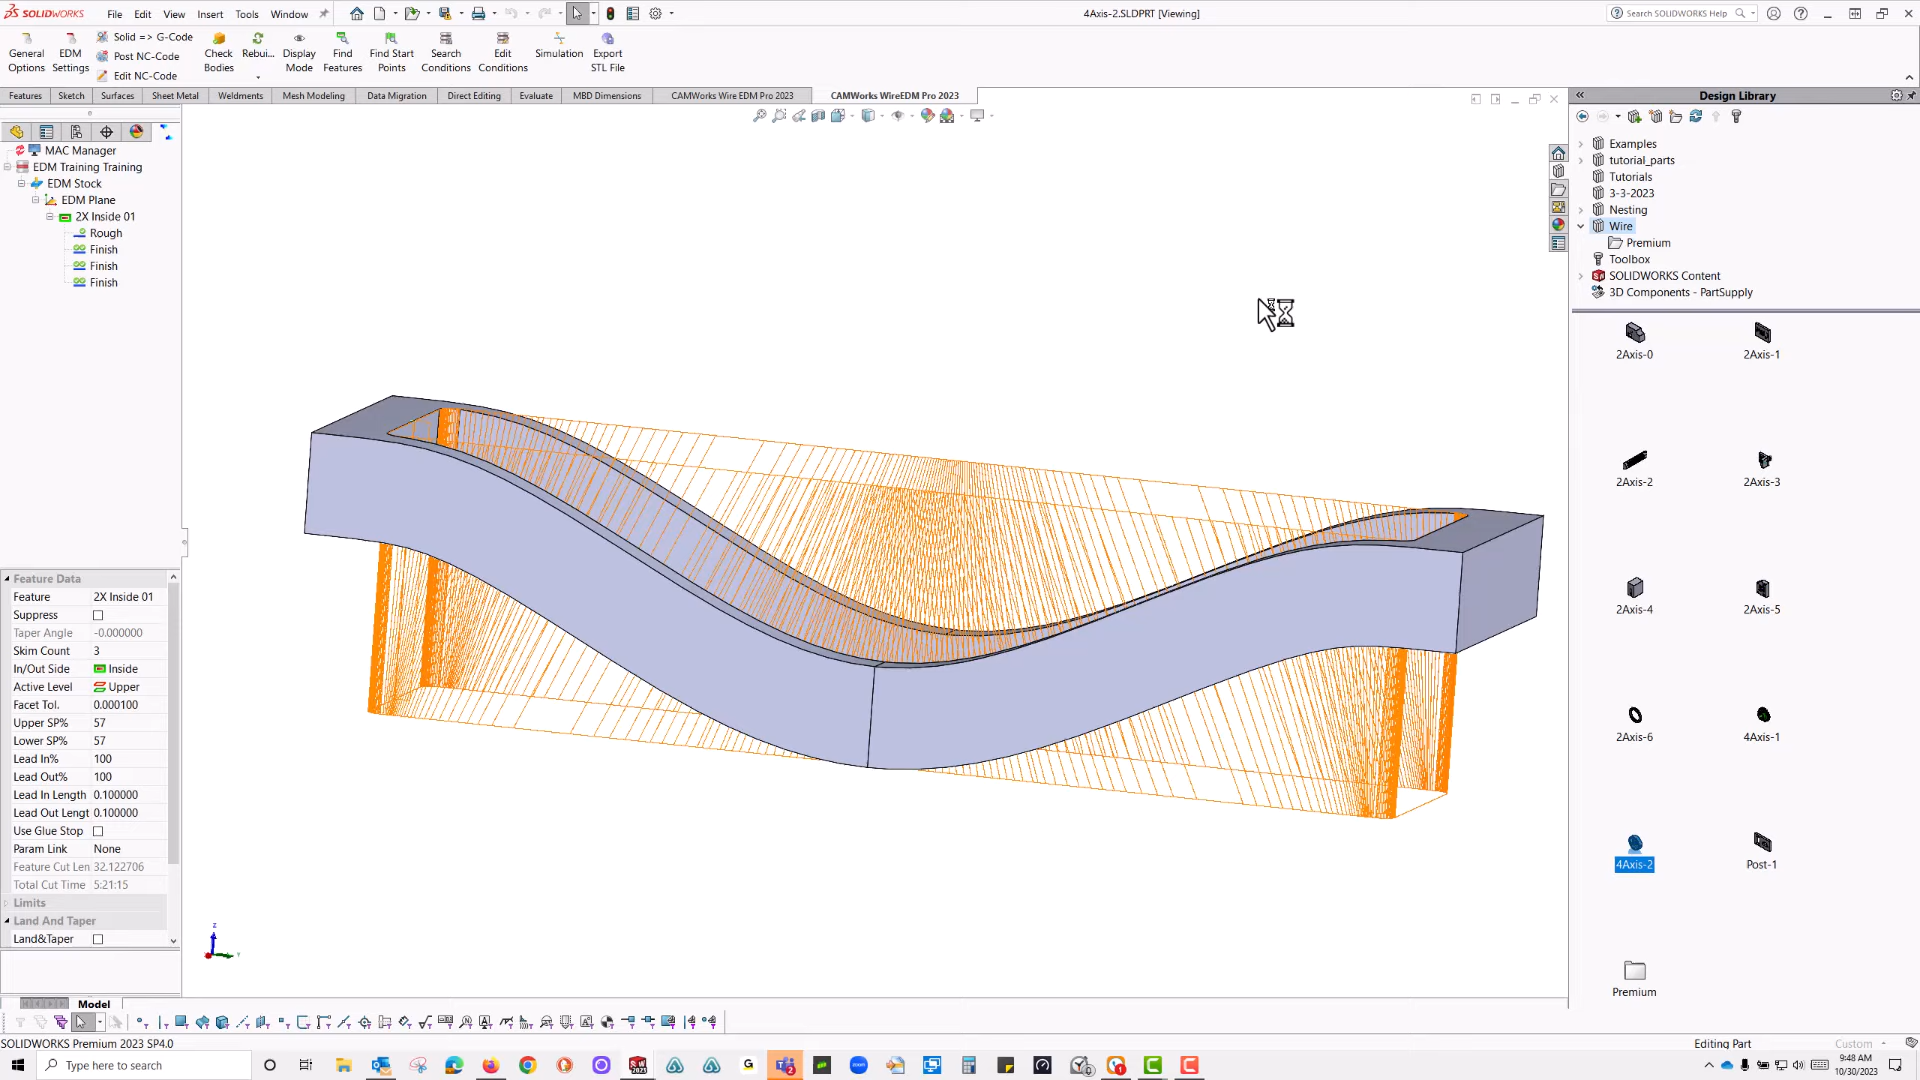 SOLIDWORKS File Edit View Insert Tools Window 4Axis-2.SLDPRT [Viewing] Search SOLIDWORKS Help
General Options
EDM Settings
Solid => G-Code
Post NC-Code
Edit NC-Code
Check Bodies
Rebui...
Display Mode
Find Features
Find Start Points
Search Conditions
Edit Conditions
Simulation
Export STL File
Features Sketch Surfaces Sheet Metal Weldments Mesh Modeling Data Migration Direct Editing Evaluate MBD Dimensions CAMWorks Wire EDM Pro 2023 CAMWorks WireEDM Pro 2023
MAC Manager
EDM Training Training
EDM Stock
EDM Plane
2X Inside 01
Rough
Finish
Finish
Finish
Feature Data
Feature 2X Inside 01
Suppress
Taper Angle -0.000000
Skim Count 3
In/Out Side Inside
Active Level Upper
Facet Tol. 0.000100
Upper SP% 57
Lower SP% 57
Lead In% 100
Lead Out% 100
Lead In Length 0.100000
Lead Out Lengt 0.100000
Use Glue Stop
Param Link None
Feature Cut Len 32.122706
Total Cut Time 5:21:15
Limits
Land And Taper
Land&Taper
Z
Y
Design Library
Examples
tutorial_parts
Tutorials
3-3-2023
Nesting
Wire
Premium
Toolbox
SOLIDWORKS Content
3D Components - PartSupply
2Axis-0 2Axis-1
2Axis-2 2Axis-3
2Axis-4 2Axis-5
2Axis-6 4Axis-1
4Axis-2 Post-1
Premium
Model
SOLIDWORKS Premium 2023 SP4.0 Editing Part Custom
Type here to search
9:48 AM
10/30/2023